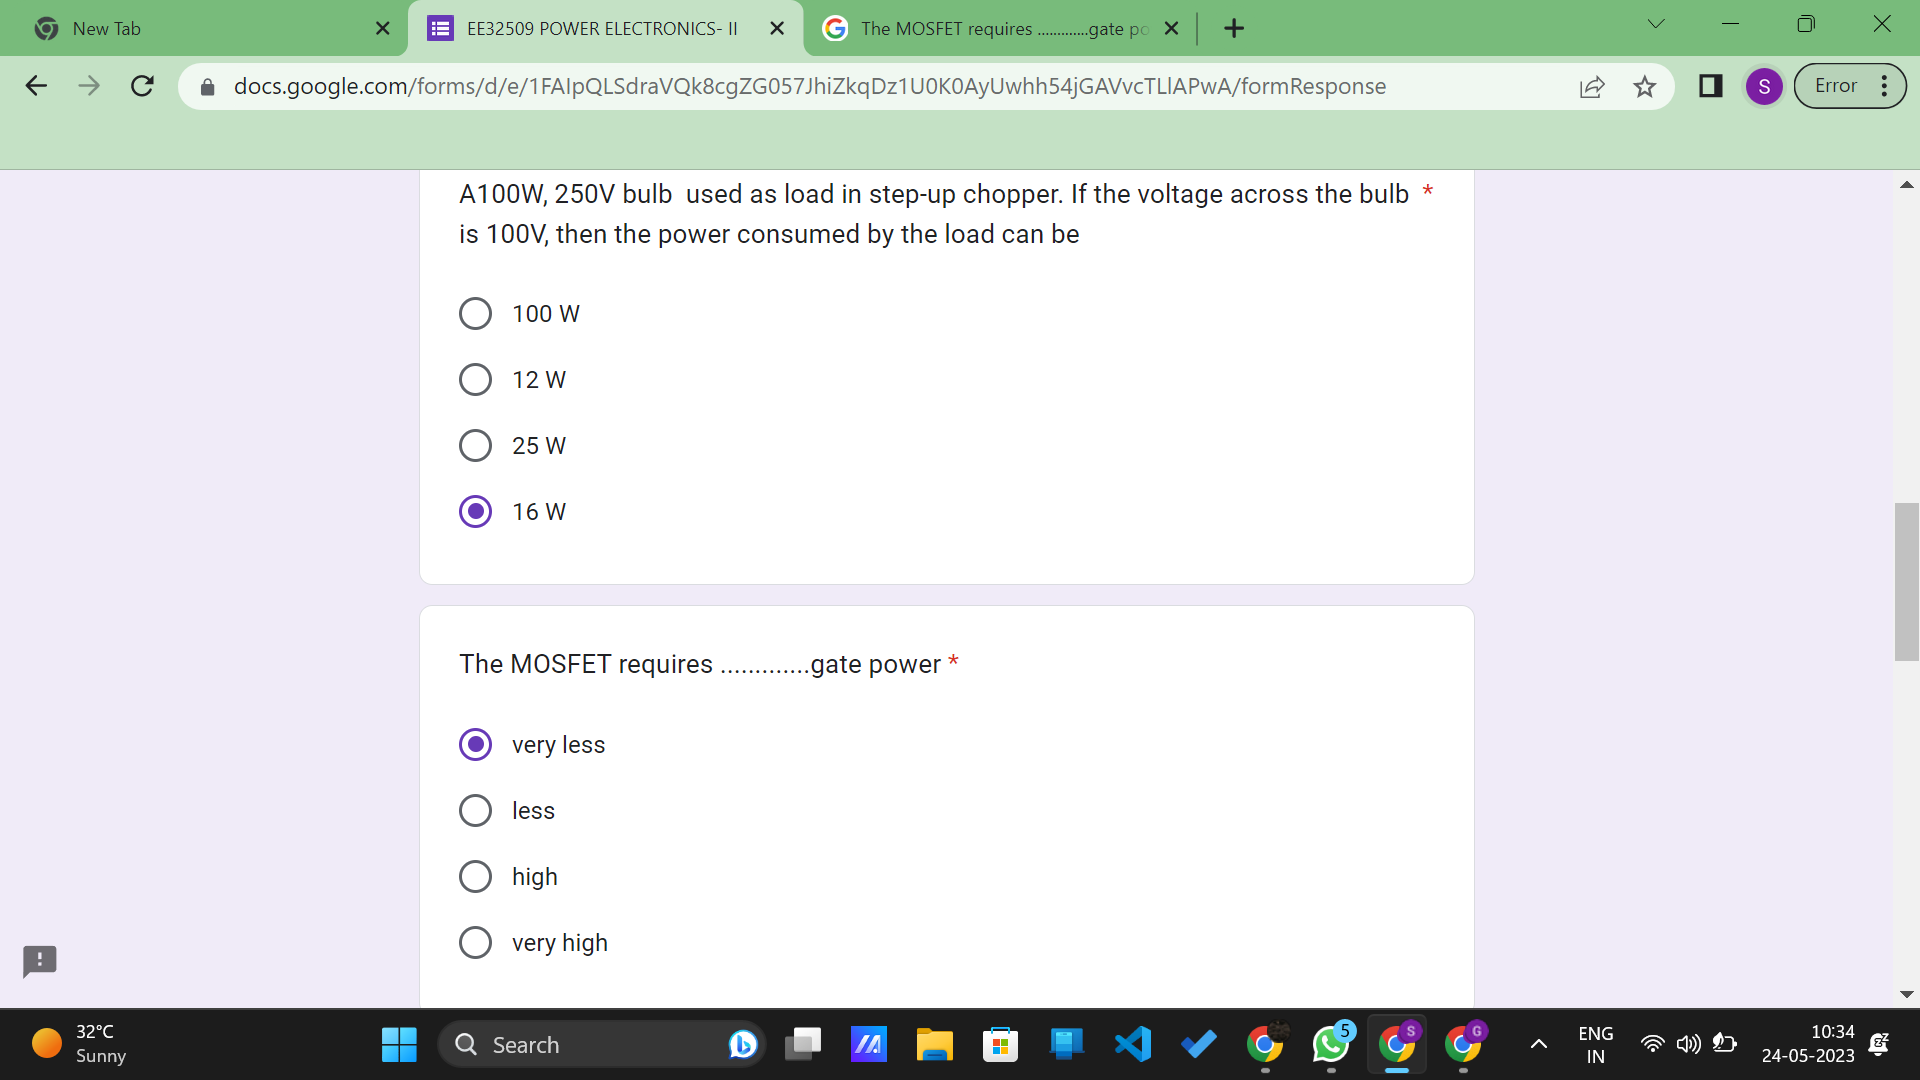 New Tab
EE32509 POWER ELECTRONICS- II
The MOSFET requires .............gate po
docs.google.com/forms/d/e/1FAIpQLSdraVQk8cgZG057JhiZkqDz1U0K0AyUwhh54jGAVvcTLlAPwA/formResponse
S
Error
A100W, 250V bulb  used as load in step-up chopper. If the voltage across the bulb *
is 100V, then the power consumed by the load can be
100 W
12 W
25 W
16 W
The MOSFET requires .............gate power *
very less
less
high
very high
32°C
Sunny
Search
5
S
G
ENG
IN
10:34
24-05-2023